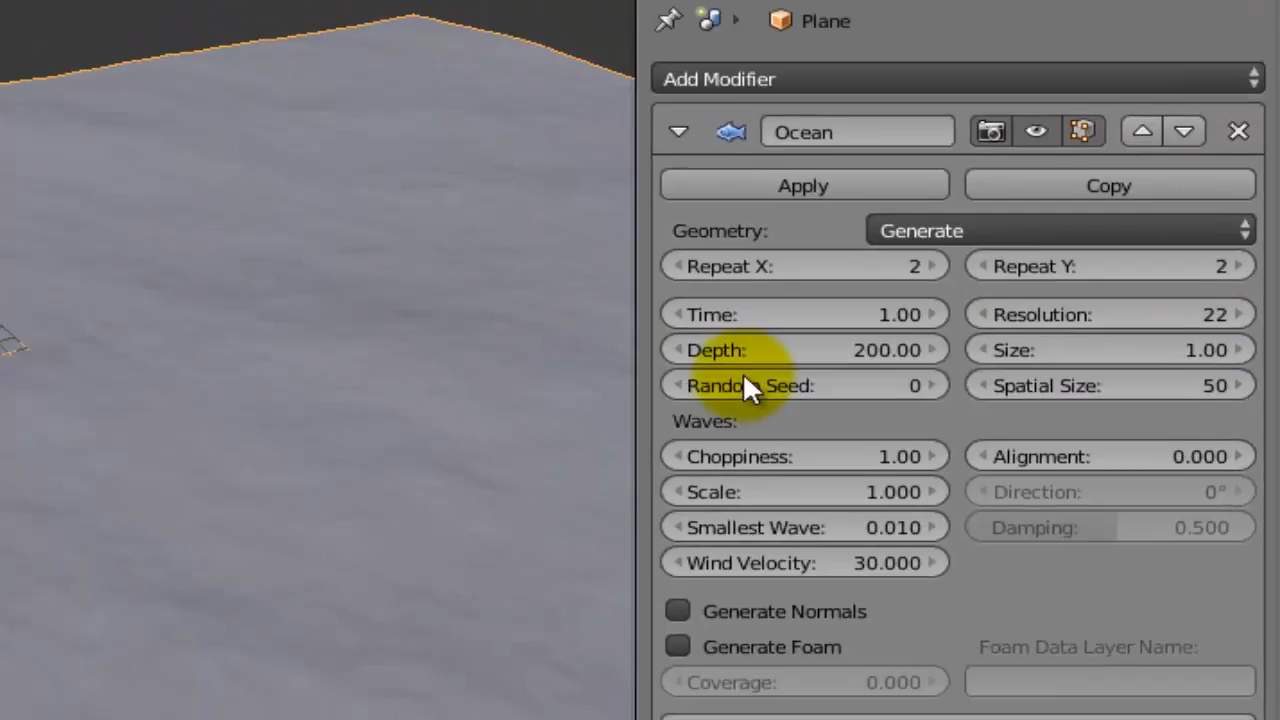 Plane
Add Modifier
Ocean
Apply Copy
Geometry: Generate
Repeat X: 2 Repeat Y: 2
Time: 1.00 Resolution: 22
Depth: 200.00 Size: 1.00
Random Seed: 0 Spatial Size: 50
Waves:
Choppiness: 1.00 Alignment: 0.000
Scale: 1.000 Direction: 0°
Smallest Wave: 0.010 Damping: 0.500
Wind Velocity: 30.000
Generate Normals
Generate Foam Foam Data Layer Name:
Coverage: 0.000